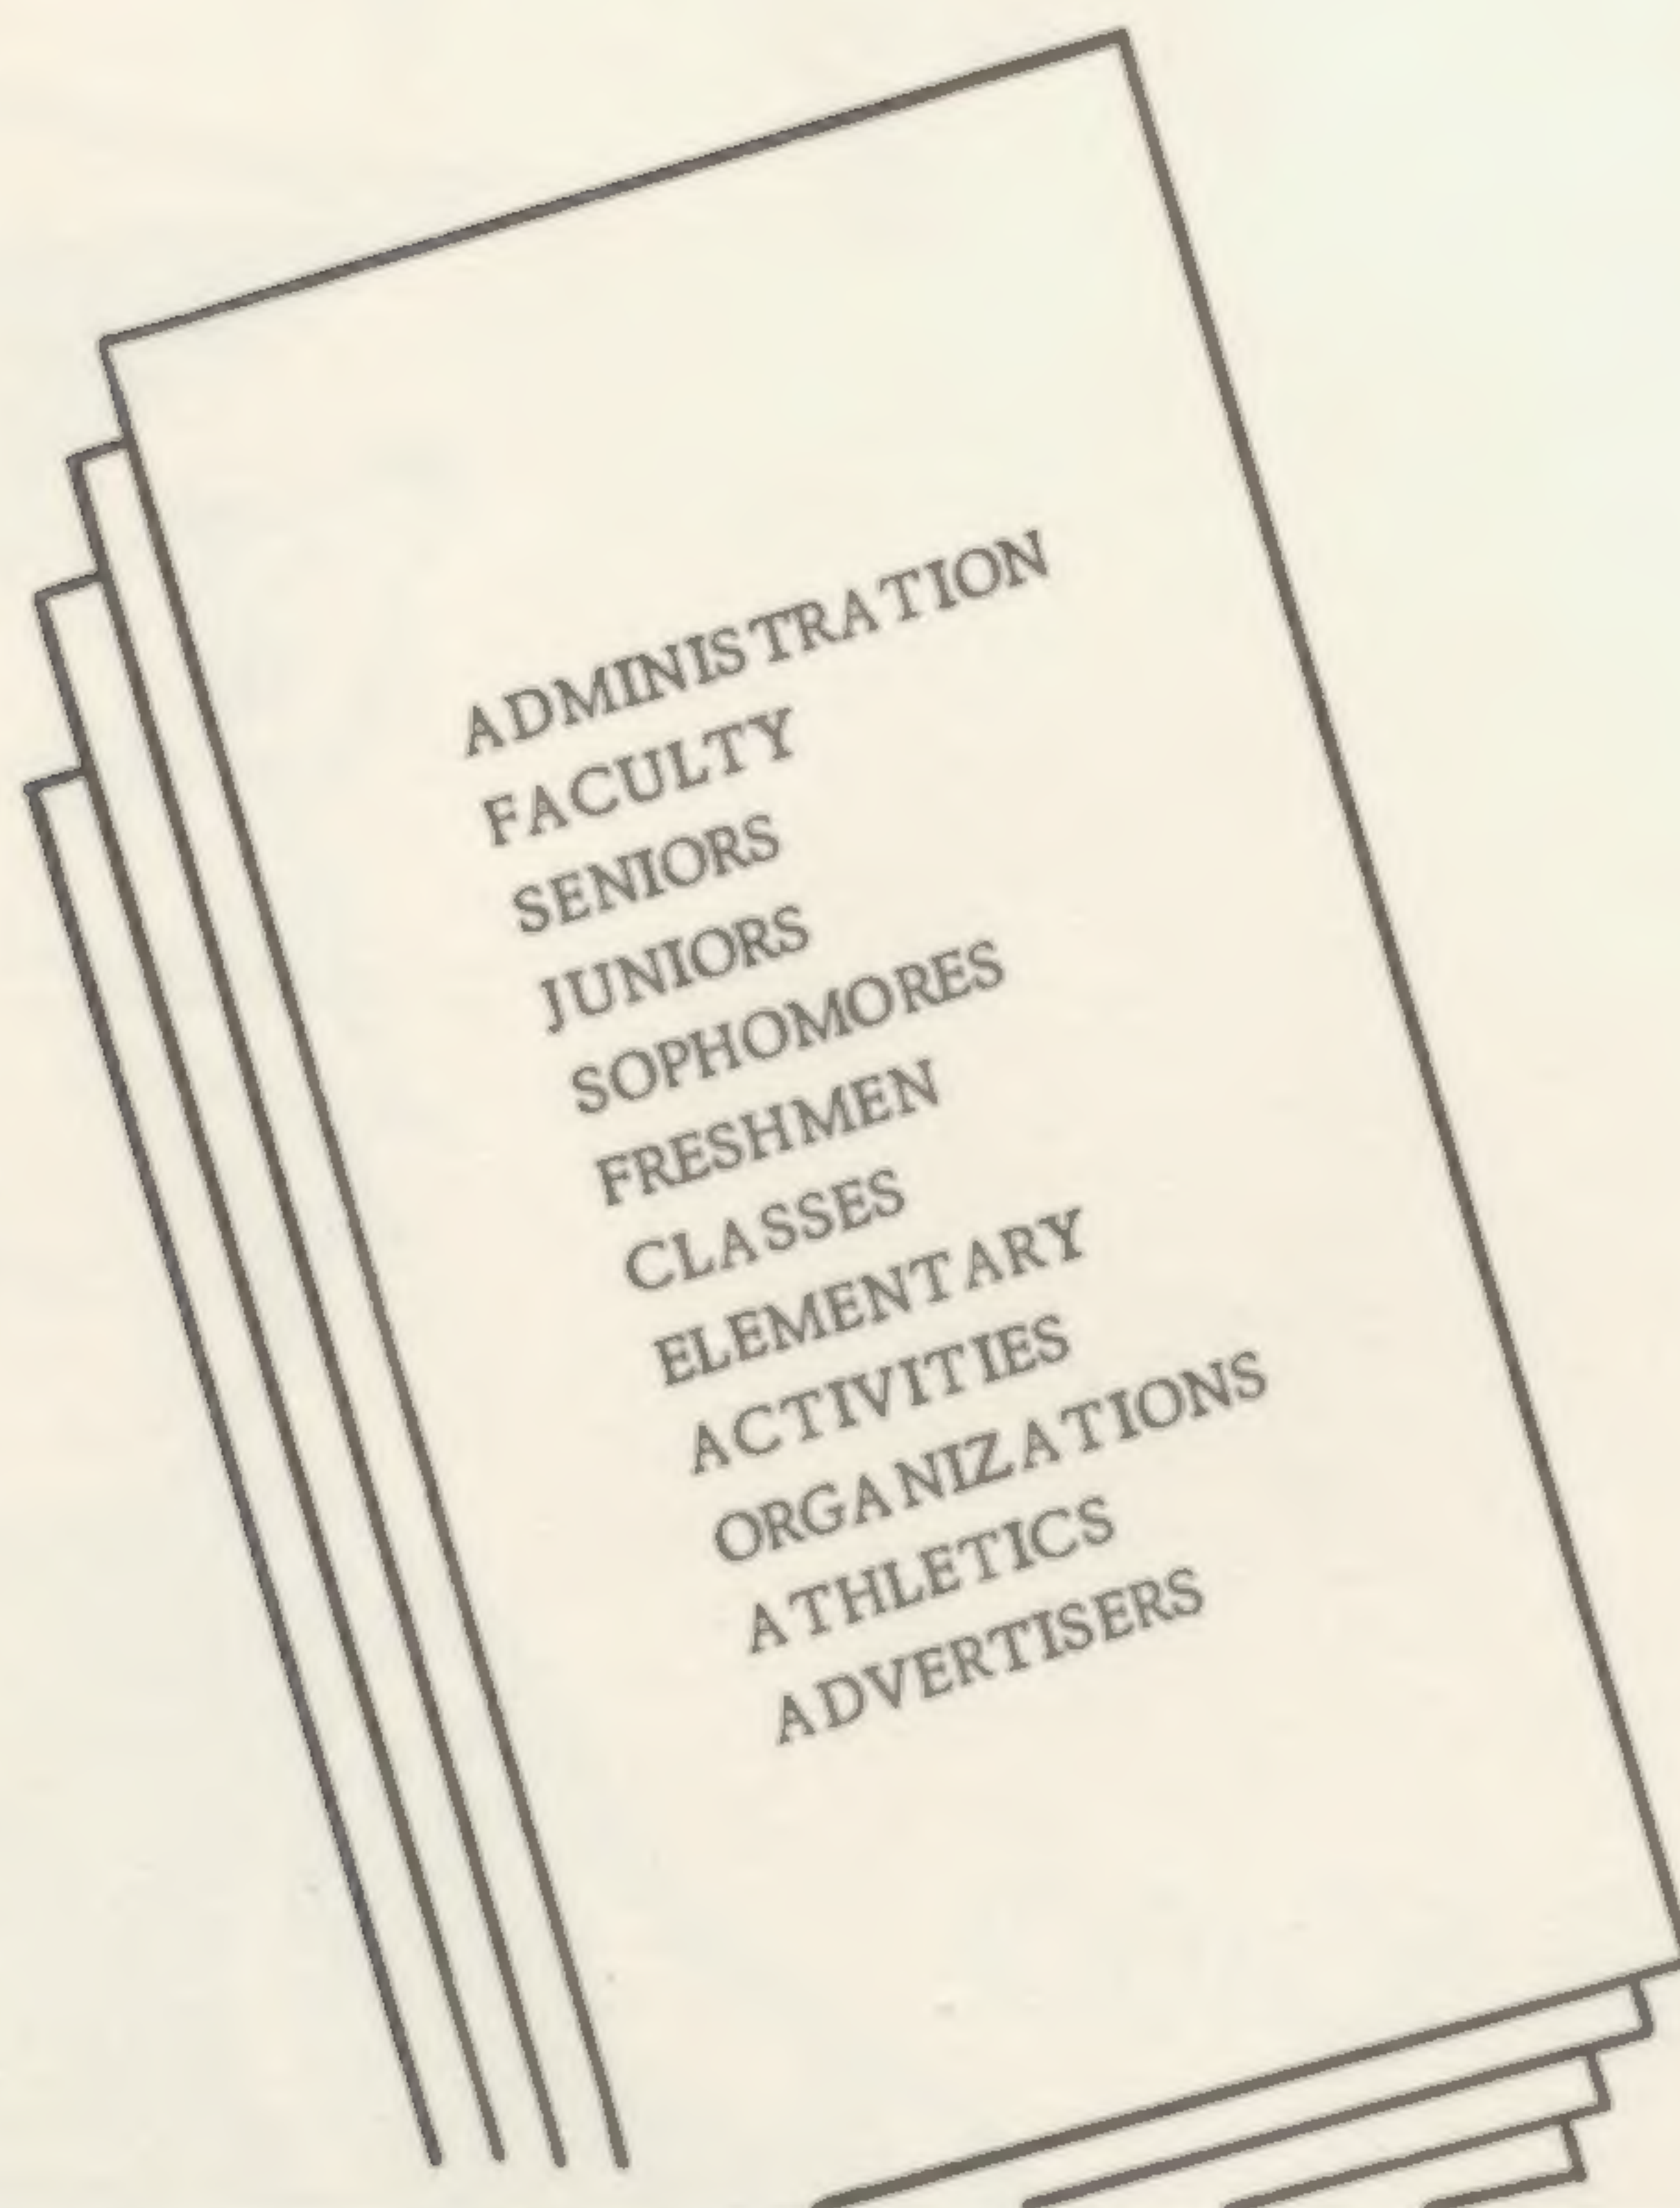 ADMINISTRATION
FACULTY
SENIORS
JUNIORS
SOPHOMORES
FRESHMEN
CLASSES
ELEMENTARY
ACTIVITIES
ORGANIZATIONS
ATHLETICS
ADVERTISERS